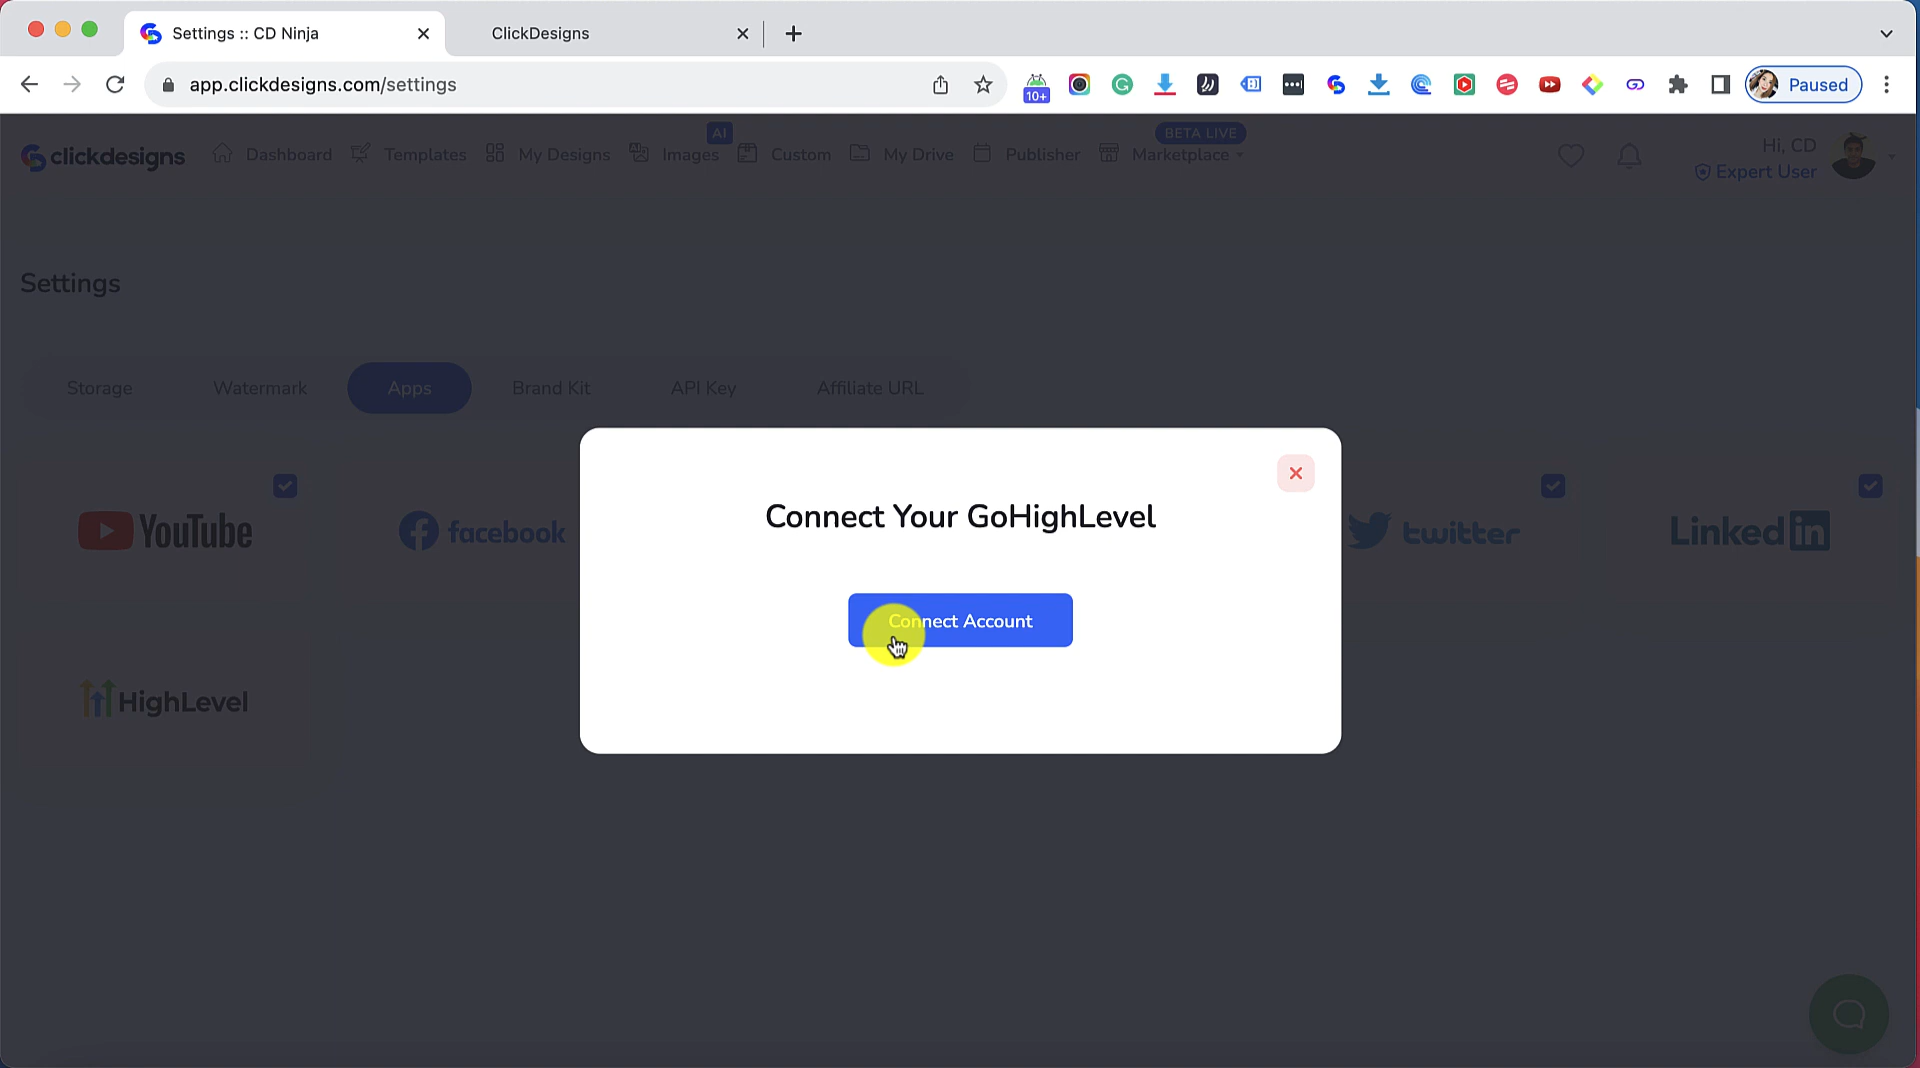 Settings :: CD Ninja
ClickDesigns
app.clickdesigns.com/settings
10+
Paused
clickdesigns
Dashboard
Templates
My Designs
AI
Images
Custom
My Drive
Publisher
BETA LIVE
Marketplace
Hi, CD
Expert User
Settings
Storage
Watermark
Apps
Brand Kit
API Key
Affiliate URL
YouTube
facebook
twitter
Linked in
HighLevel
Connect Your GoHighLevel
Connect Account